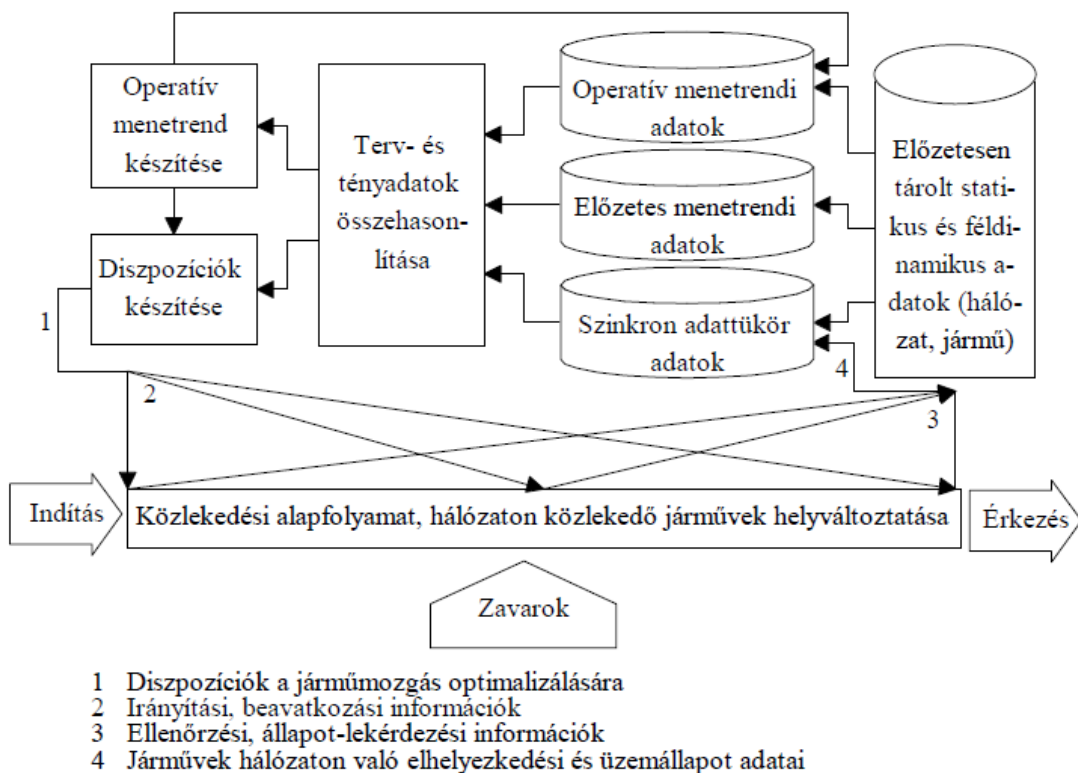 Operatív
menetrend
készítése
Terv- és
tényadatok
összehason-
lítása
Operatív menetrendi
adatok
Előzetesen
tárolt stati-
kus és féldi-
namikus a-
datok (háló-
zat, jármű)
Előzetes menetrendi
adatok
Diszpozíciók
készítése
Szinkron adattükör
adatok
1
2
4
3
Indítás
Közlekedési alapfolyamat, hálózaton közlekedő járművek helyváltoztatása
Érkezés
Zavarok
1 Diszpozíciók a járműmozgás optimalizálására
2 Irányítási, beavatkozási információk
3 Ellenőrzési, állapot-lekérdezési információk
4 Járművek hálózaton való elhelyezkedési és üzemállapot adatai